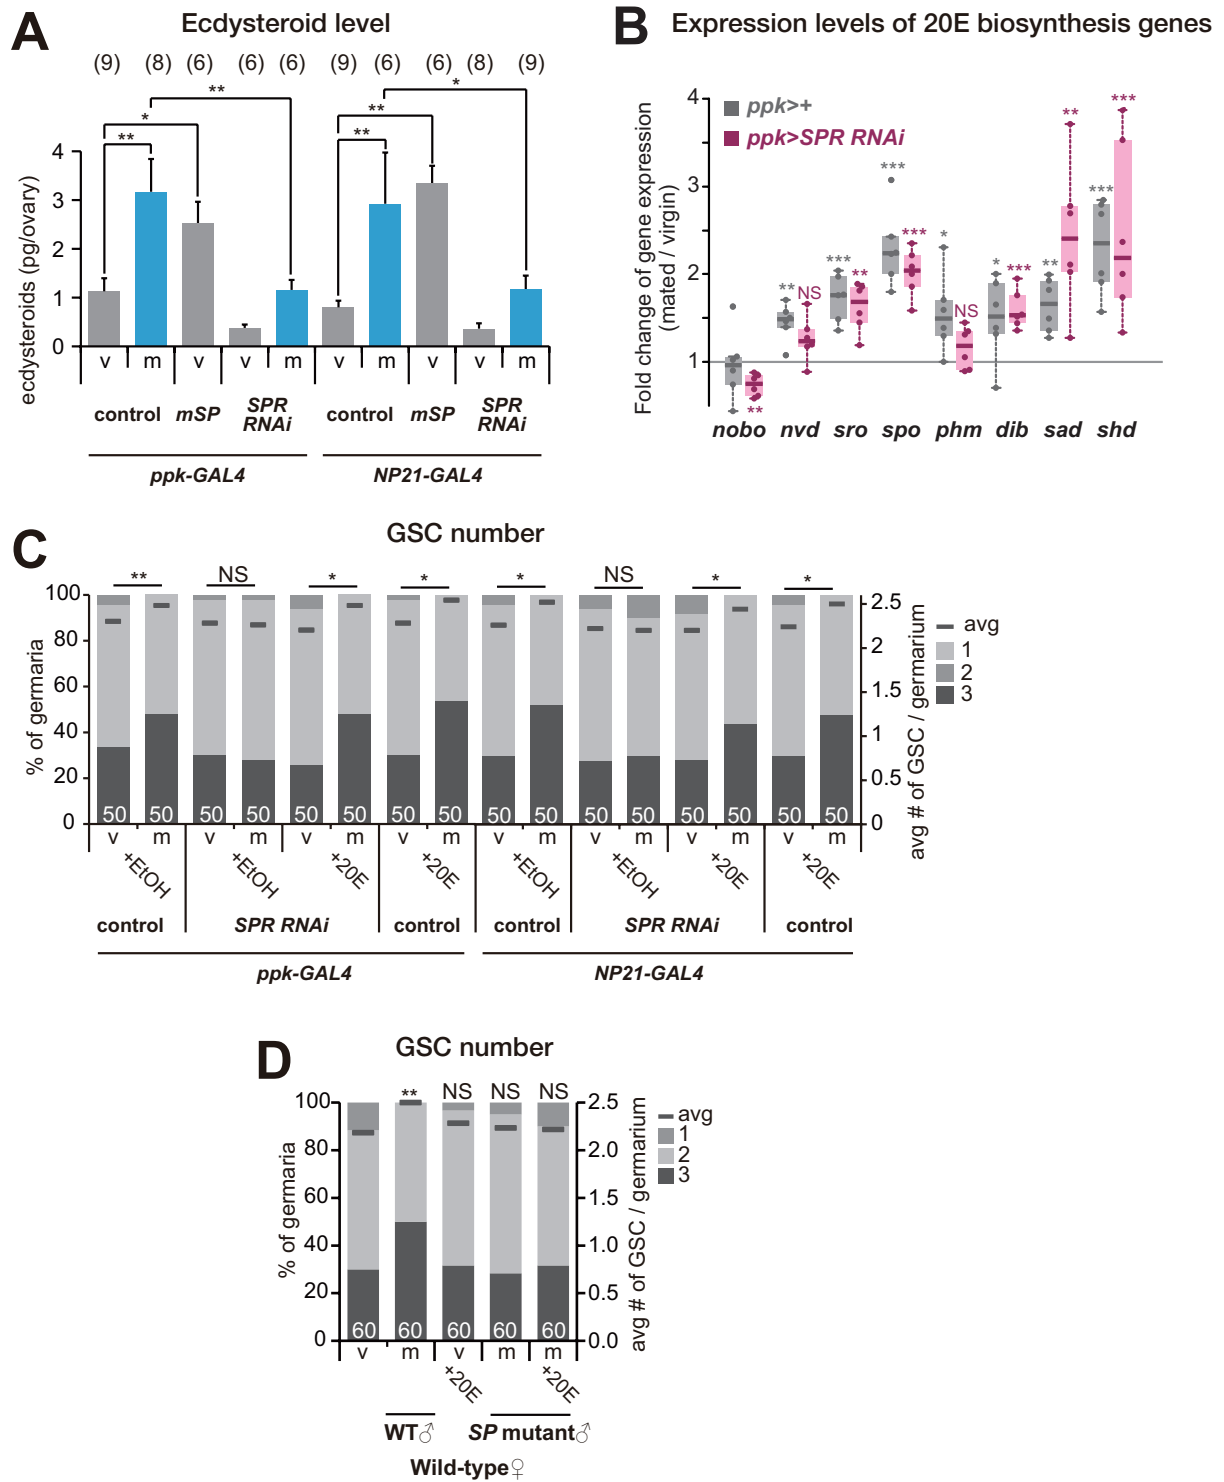 A
Ecdysteroid level
(9) (8) (6) (6) (6) (9) (6) (6) (8) (9)
** *
* **
** **
ecdysteroids (pg/ovary)
4
3
2
1
0
v m v v m v m v v m
control mSP SPR RNAi control mSP SPR RNAi
ppk-GAL4 NP21-GAL4
B
Expression levels of 20E biosynthesis genes
Fold change of gene expression
(mated / virgin)
4
3
2
1
ppk>+
ppk>SPR RNAi
** NS *** ** *** *** * NS * *** ** ** *** ***
**
nobo nvd sro spo phm dib sad shd
C
GSC number
** NS * * * NS * *
% of germaria
100
80
60
40
20
0
2.5
2
1.5
1
0.5
0
avg # of GSC / germarium
avg
1
2
3
50 50 50 50 50 50 50 50 50 50 50 50 50 50 50 50
v m v m v m v m v m v m v m v m
+EtOH +EtOH +20E +20E +EtOH +EtOH +20E +20E
control SPR RNAi control control SPR RNAi control
ppk-GAL4 NP21-GAL4
D
GSC number
** NS NS NS
% of germaria
100
80
60
40
20
0
2.5
2.0
1.5
1.0
0.5
0.0
avg # of GSC / germarium
avg
1
2
3
60 60 60 60 60
v m v m m
+20E +20E
WT♂ SP mutant♂
Wild-type♀